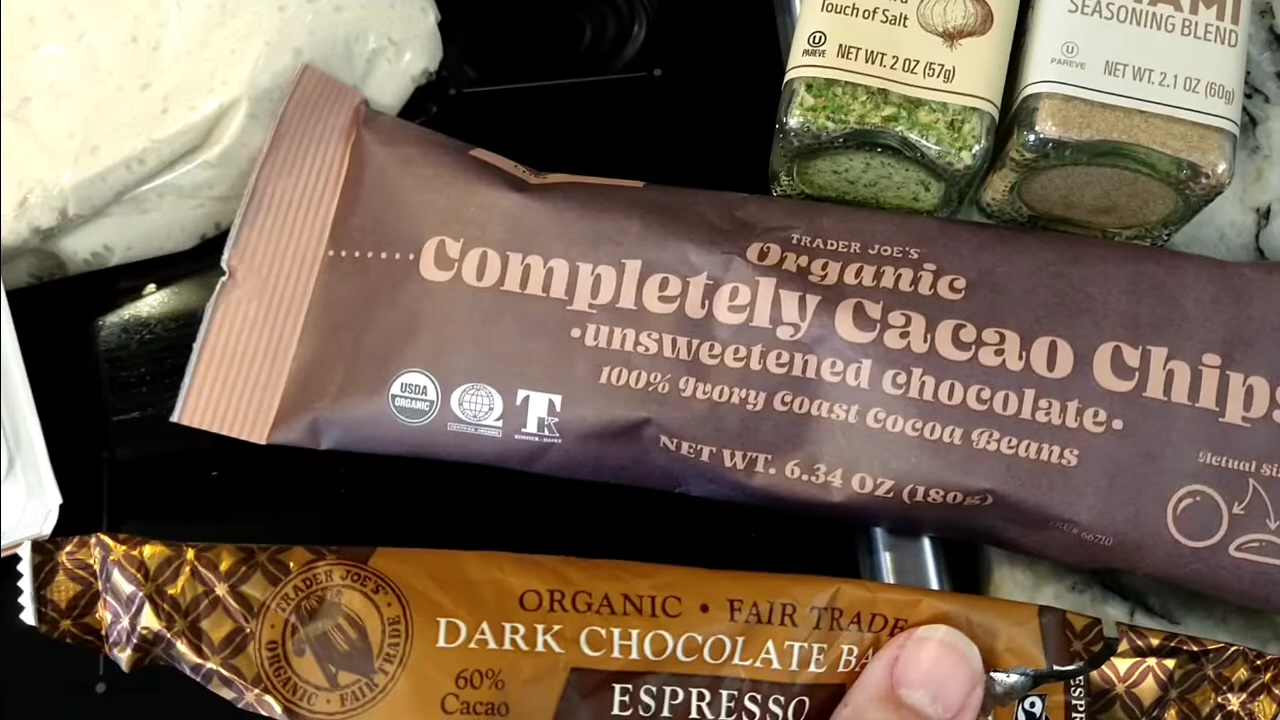 Touch of Salt
U
PAREVE
NET WT. 2 OZ (57g)
SEASONING BLEND
U
PAREVE
NET WT. 2.1 OZ (60g)
TRADER JOE'S
Organic
Completely Cacao Chips
•unsweetened chocolate•
100% Ivory Coast Cocoa Beans
USDA
ORGANIC
NET WT. 6.34 OZ (180g)
Actual
SKU# 66710
TRADER JOE'S
ORGANIC • FAIR TRADE
ORGANIC • FAIR TRADE
DARK CHOCOLATE
60%
Cacao
ESPRESSO